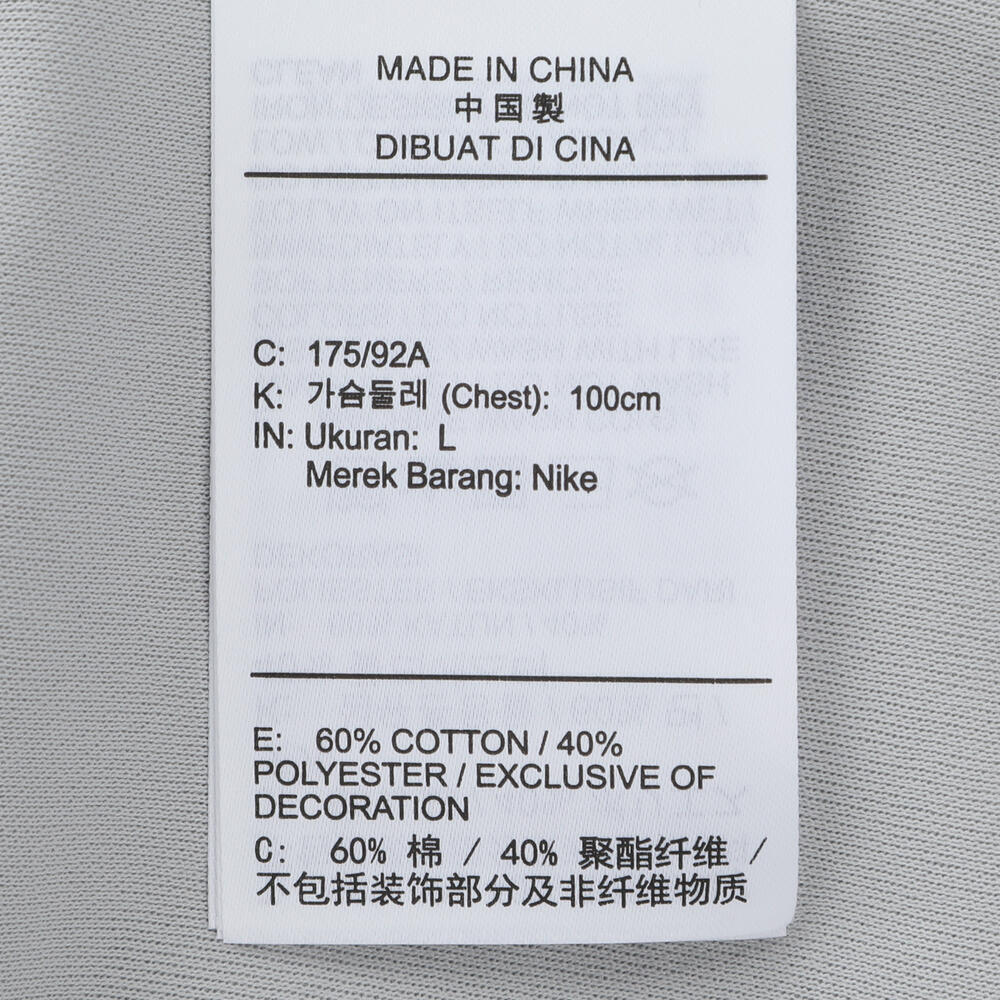 MADE IN CHINA
中国製
DIBUAT DI CINA
C: 175/92A
K: 가슴둘레 (Chest): 100cm
IN: Ukuran: L
Merek Barang: Nike
E: 60% COTTON / 40%
POLYESTER / EXCLUSIVE OF
DECORATION
C: 60% 棉 / 40% 聚酯纤维 /
不包括装饰部分及非纤维物质